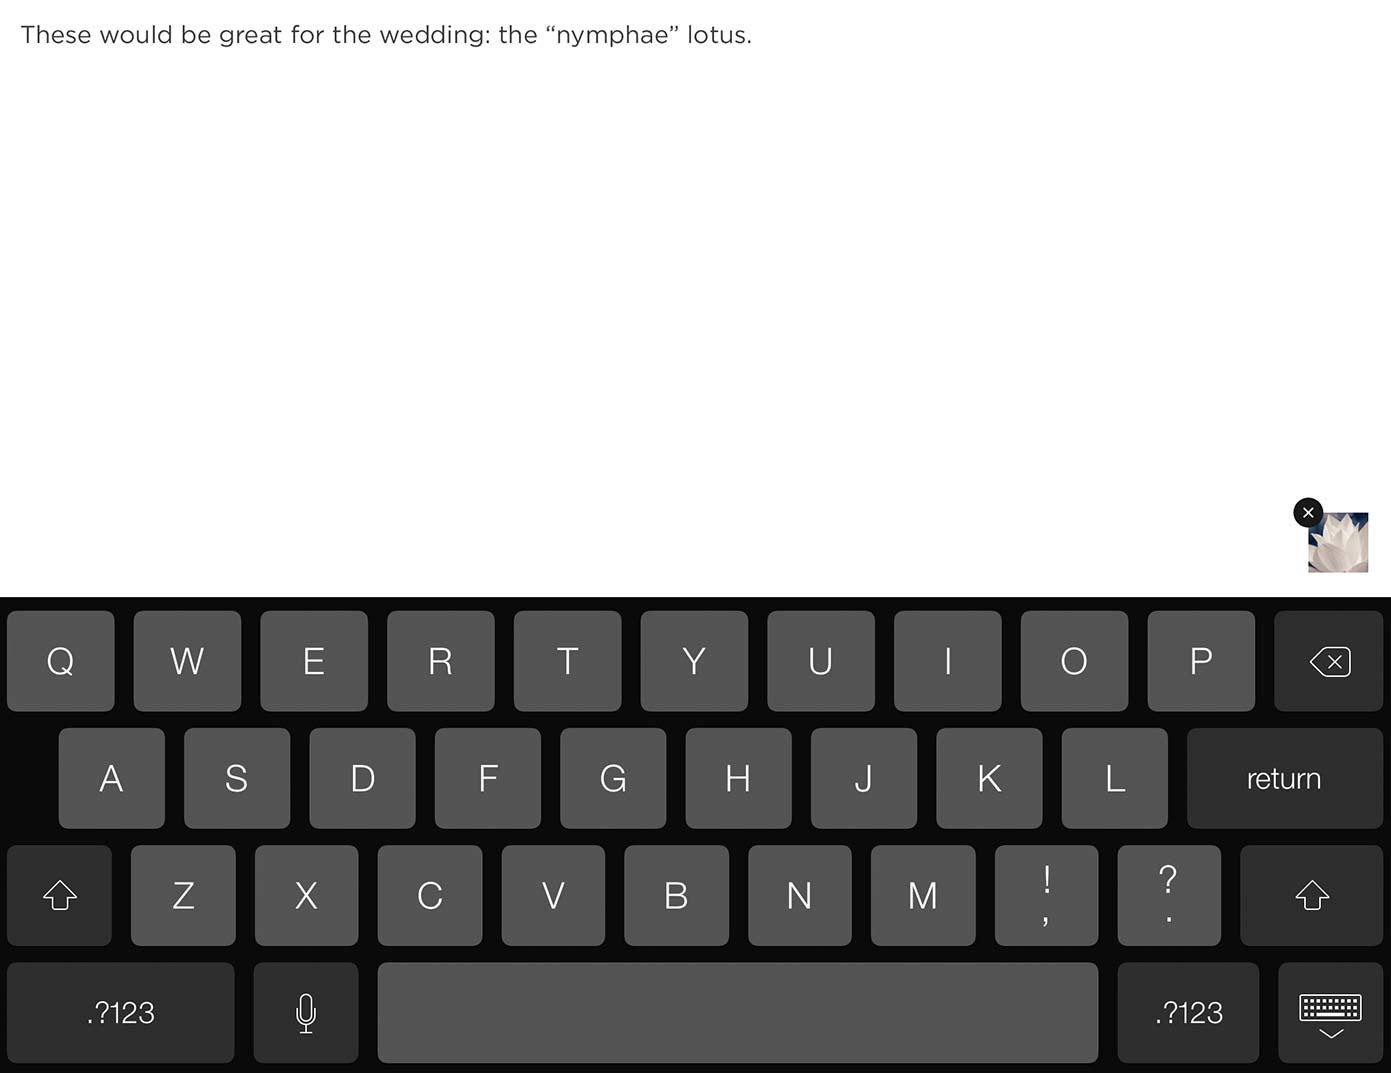 These would be great for the wedding: the “nymphae” lotus.
Q W E R T Y U I O P
A S D F G H J K L return
Z X C V B N M ! , ? .
.?123 .?123